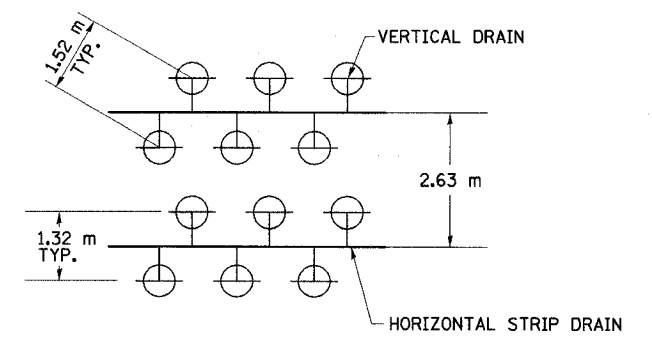 1.52 m
TYP.
VERTICAL DRAIN
2.63 m
1.32 m
TYP.
HORIZONTAL STRIP DRAIN